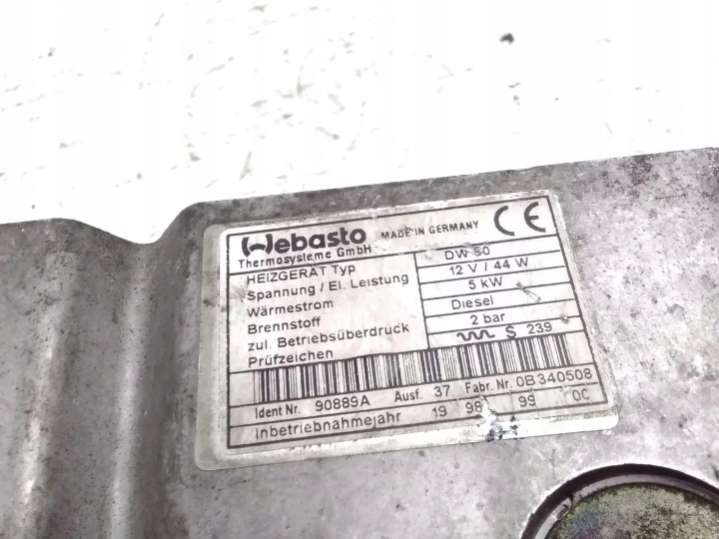 Webasto MADE IN GERMANY CE
Thermosysteme GmbH
HEIZGERÄT Typ DW 50
Spannung / El. Leistung 12 V / 44 W
Wärmestrom 5 kW
Brennstoff Diesel
zul. Betriebsüberdruck 2 bar
Prüfzeichen S 239
Ident Nr. 90889A Ausf. 37 Fabr. Nr. 0B340508
Inbetriebnahmejahr 19 98 99 OC